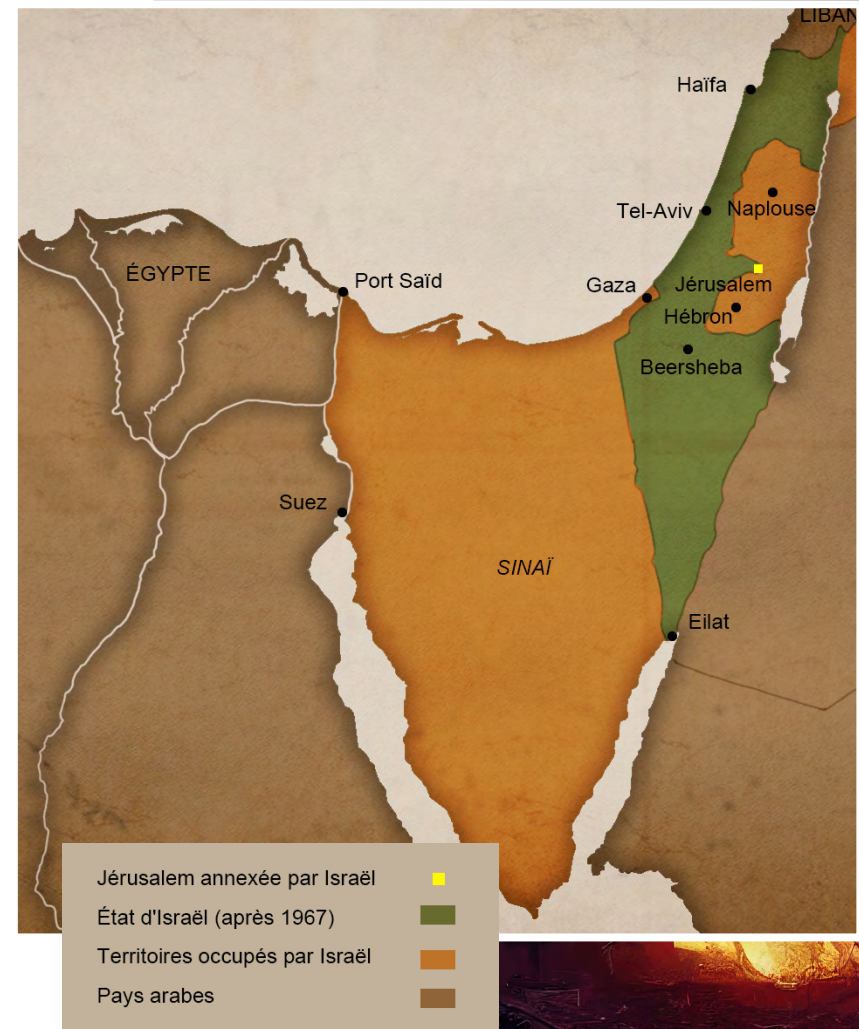 LIBAN
Haïfa
Tel-Aviv
Naplouse
ÉGYPTE
Port Saïd
Gaza
Jérusalem
Hébron
Beersheba
Suez
SINAÏ
Eilat
Jérusalem annexée par Israël
État d'Israël (après 1967)
Territoires occupés par Israël
Pays arabes